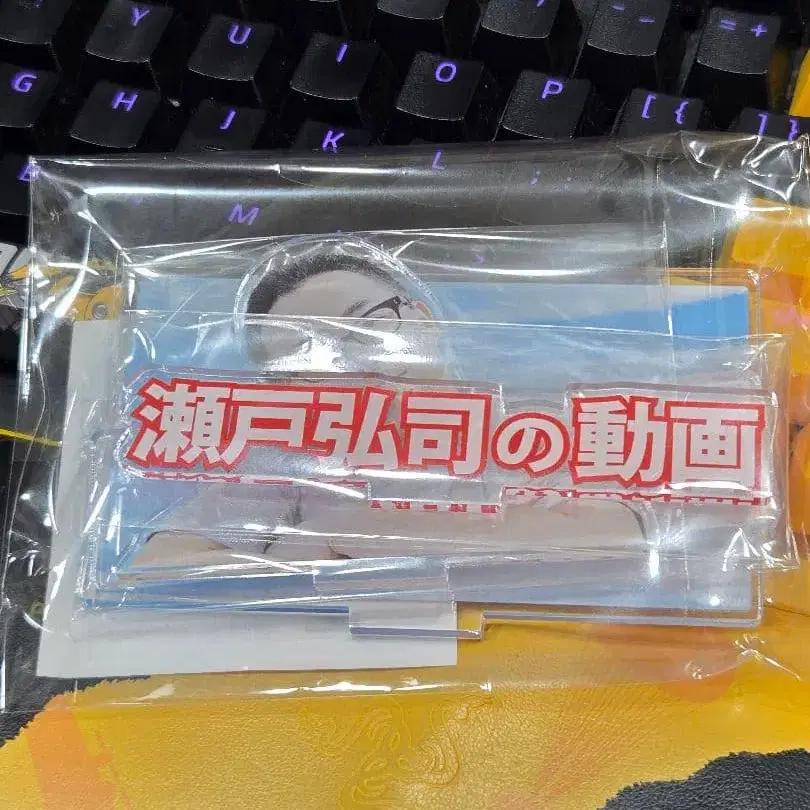 Y U I O P - - = +
G H J K L ; : [ { ] }
M
瀬戸弘司の動画